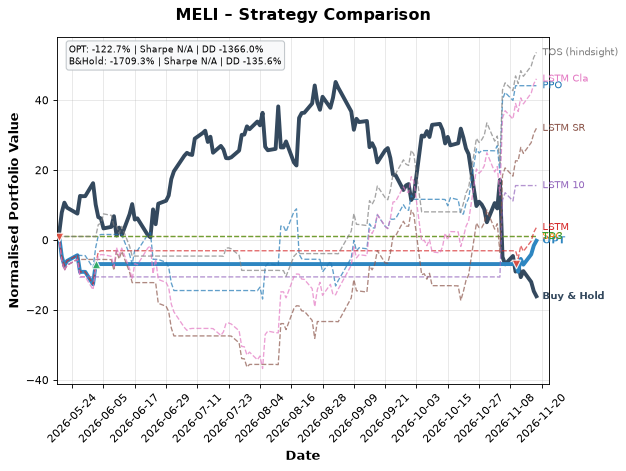 MELI – Strategy Comparison
OPT: -122.7% | Sharpe N/A | DD -1366.0%
B&Hold: -1709.3% | Sharpe N/A | DD -135.6%
TOS (hindsight)
LSTM Cla
PPO
LSTM SR
LSTM 10
LSTM
OPT
Buy & Hold
Normalised Portfolio Value
40
20
0
−20
−40
2026-05-24
2026-06-05
2026-06-17
2026-06-29
2026-07-11
2026-07-23
2026-08-04
2026-08-16
2026-08-28
2026-09-09
2026-09-21
2026-10-03
2026-10-15
2026-10-27
2026-11-08
2026-11-20
Date